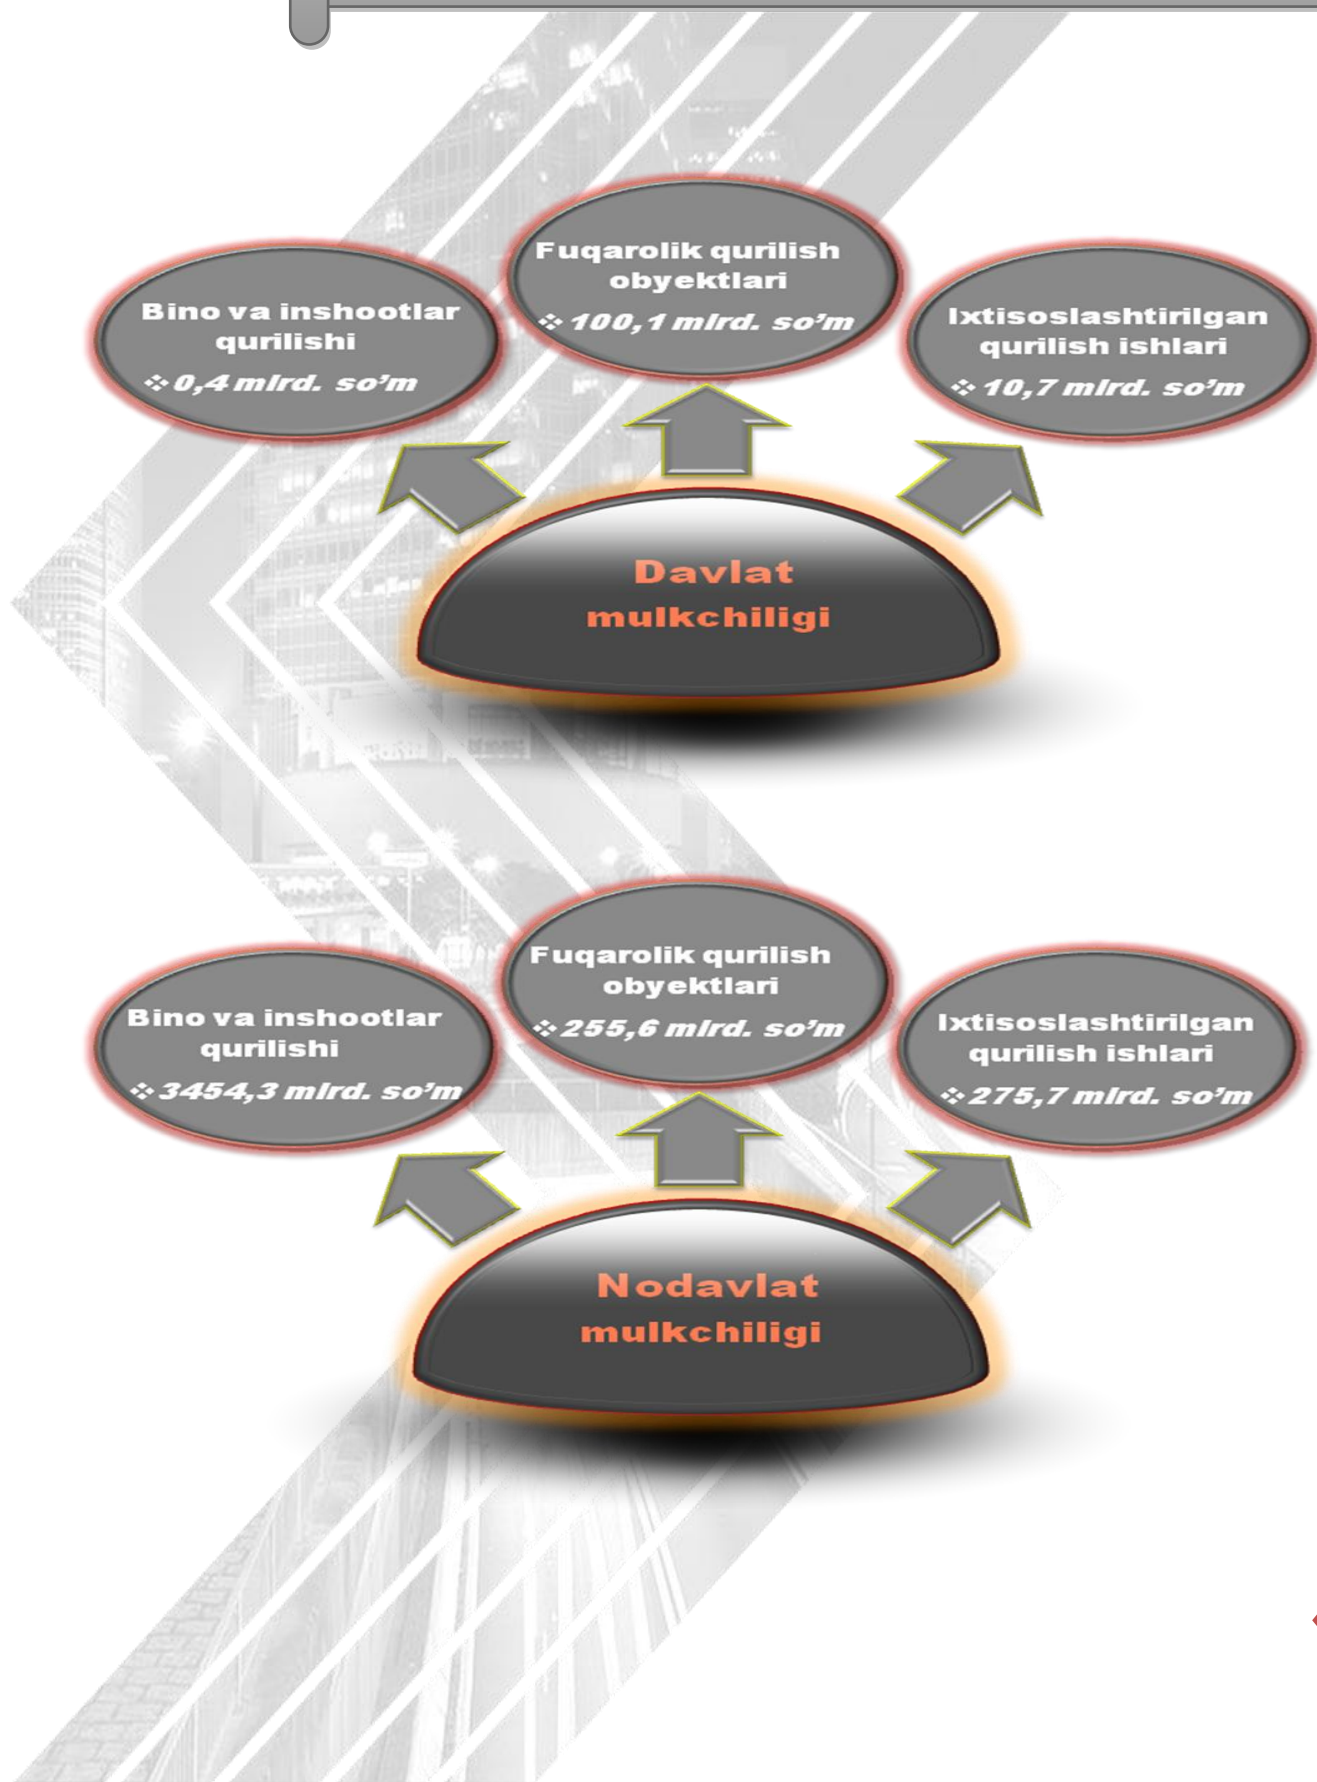 Fuqarolik qurilish
obyektlari
❖ 100,1 mlrd. so’m
Bino va inshootlar
qurilishi
❖ 0,4 mlrd. so’m
Ixtisoslashtirilgan
qurilish ishlari
❖ 10,7 mlrd. so’m
Davlat
mulkchiligi
Fuqarolik qurilish
obyektlari
❖ 255,6 mlrd. so’m
Bino va inshootlar
qurilishi
❖ 3454,3 mlrd. so’m
Ixtisoslashtirilgan
qurilish ishlari
❖ 275,7 mlrd. so’m
Nodavlat
mulkchiligi